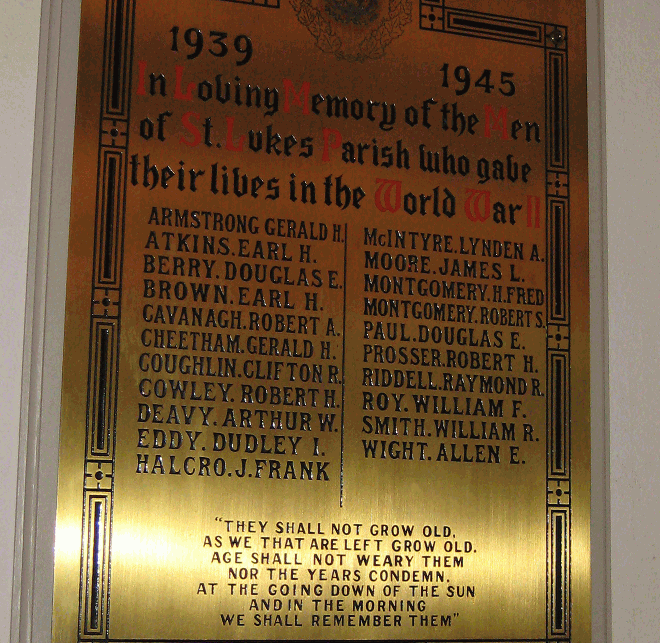 1939 1945
In Loving Memory of the Men
of St. Lukes Parish who gave
their lives in the World War II
ARMSTRONG GERALD H.
ATKINS. EARL H.
BERRY. DOUGLAS E.
BROWN. EARL H.
CAVANAGH. ROBERT A.
CHEETHAM. GERALD H.
COUGHLIN. CLIFTON R.
COWLEY. ROBERT H.
DEAVY. ARTHUR W.
EDDY. DUDLEY I.
HALCRO. J. FRANK
McINTYRE. LYNDEN A.
MOORE. JAMES L.
MONTGOMERY. H. FRED
MONTGOMERY. ROBERT S.
PAUL. DOUGLAS E.
PROSSER. ROBERT H.
RIDDELL. RAYMOND R.
ROY. WILLIAM F.
SMITH. WILLIAM R.
WIGHT. ALLEN E.
"THEY SHALL NOT GROW OLD,
AS WE THAT ARE LEFT GROW OLD.
AGE SHALL NOT WEARY THEM
NOR THE YEARS CONDEMN.
AT THE GOING DOWN OF THE SUN
AND IN THE MORNING
WE SHALL REMEMBER THEM"